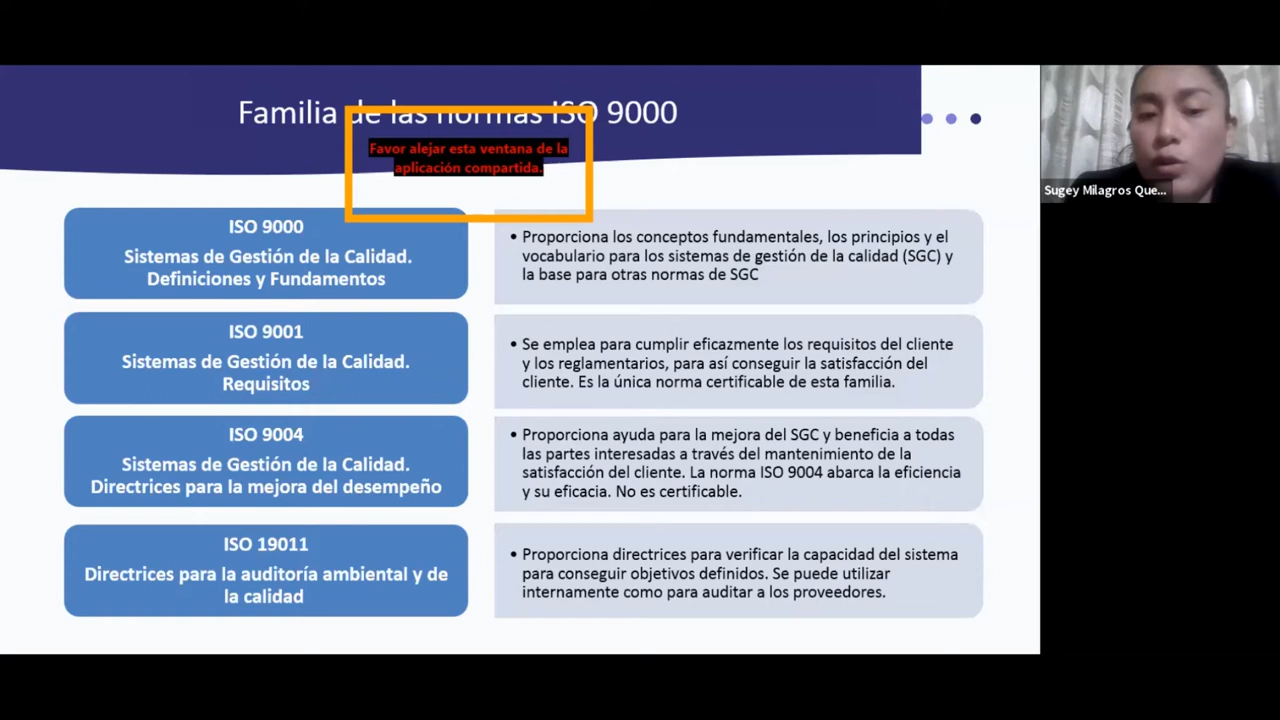 Familia de las normas ISO 9000
Favor alejar esta ventana de la
aplicación compartida.
Sugey Milagros Que...
ISO 9000
Sistemas de Gestión de la Calidad.
Definiciones y Fundamentos
• Proporciona los conceptos fundamentales, los principios y el
vocabulario para los sistemas de gestión de la calidad (SGC) y
la base para otras normas de SGC
ISO 9001
Sistemas de Gestión de la Calidad.
Requisitos
• Se emplea para cumplir eficazmente los requisitos del cliente
y los reglamentarios, para así conseguir la satisfacción del
cliente. Es la única norma certificable de esta familia.
ISO 9004
Sistemas de Gestión de la Calidad.
Directrices para la mejora del desempeño
• Proporciona ayuda para la mejora del SGC y beneficia a todas
las partes interesadas a través del mantenimiento de la
satisfacción del cliente. La norma ISO 9004 abarca la eficiencia
y su eficacia. No es certificable.
ISO 19011
Directrices para la auditoría ambiental y de
la calidad
• Proporciona directrices para verificar la capacidad del sistema
para conseguir objetivos definidos. Se puede utilizar
internamente como para auditar a los proveedores.